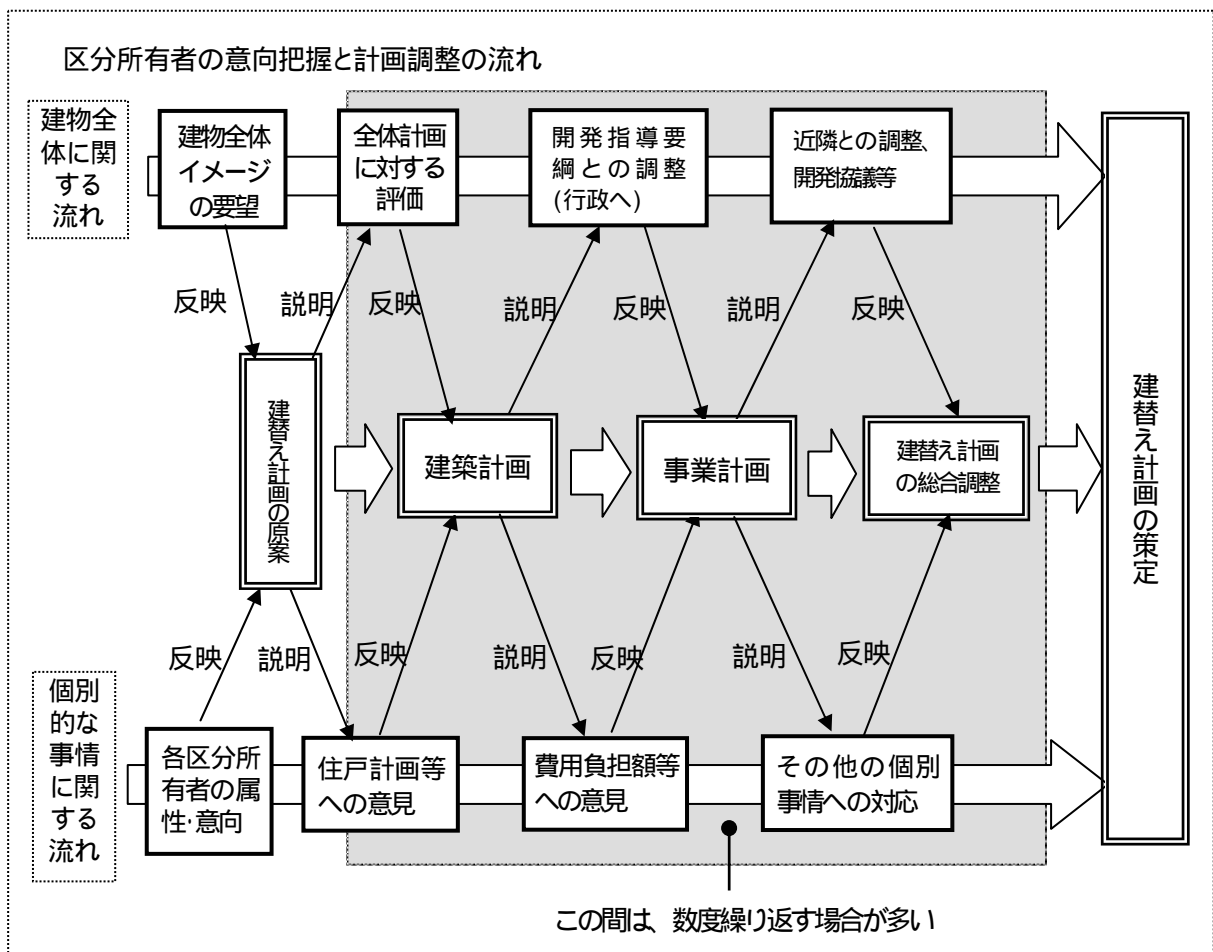 区分所有者の意向把握と計画調整の流れ
建物全
体に関
する
流れ
建物全体
イメージ
の要望
全体計画
に対する
評価
開発指導要
綱との調整
(行政へ)
近隣との調整、
開発協議等
反映
説明
反映
説明
反映
説明
反映
建替え計画の原案
建築計画
事業計画
建替え計画
の総合調整
建替え計画の策定
反映
説明
反映
説明
反映
説明
反映
個別
的な
事情
に関
する
流れ
各区分所
有者の属
性・意向
住戸計画等
への意見
費用負担額等
への意見
その他の個別
事情への対応
この間は、数度繰り返す場合が多い